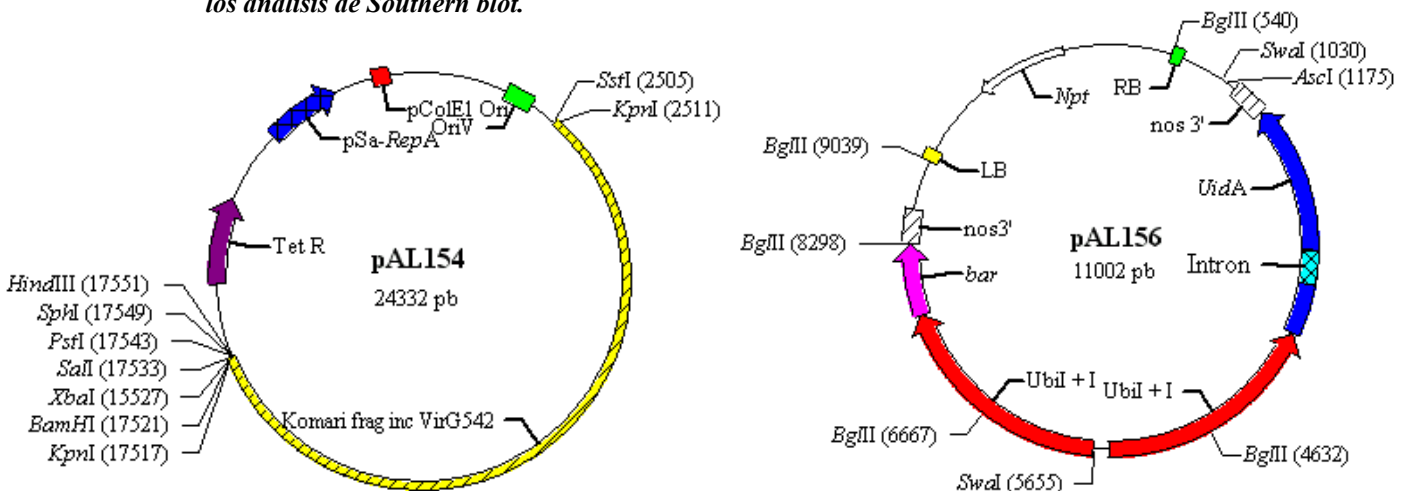 los análisis de Southern blot.
SstI (2505)
KpnI (2511)
pColE1 Ori
OriV
pSa-RepA
Tet R
pAL154
24332 pb
HindIII (17551)
SphI (17549)
PstI (17543)
SalI (17533)
XbaI (15527)
BamHI (17521)
KpnI (17517)
Komari frag inc VirG542
BglII (540)
SwaI (1030)
AscI (1175)
RB
Npt
nos 3'
BglII (9039)
LB
UidA
nos3'
BglII (8298)
pAL156
11002 pb
Intron
bar
UbiI + I
UbiI + I
BglII (6667)
BglII (4632)
SwaI (5655)